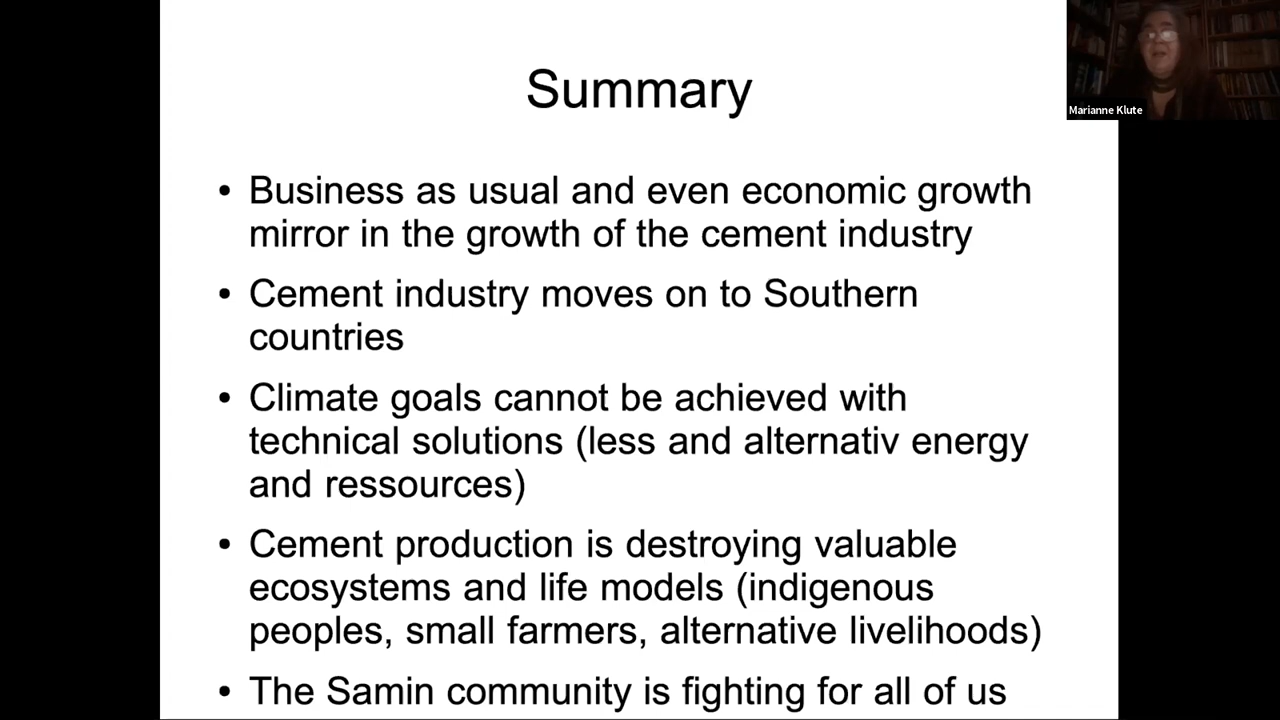 Summary
Marianne Klute
• Business as usual and even economic growth
mirror in the growth of the cement industry
• Cement industry moves on to Southern
countries
• Climate goals cannot be achieved with
technical solutions (less and alternativ energy
and ressources)
• Cement production is destroying valuable
ecosystems and life models (indigenous
peoples, small farmers, alternative livelihoods)
• The Samin community is fighting for all of us